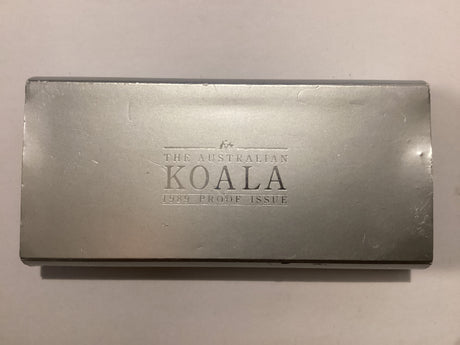 THE AUSTRALIAN
KOALA
1989 PROOF ISSUE